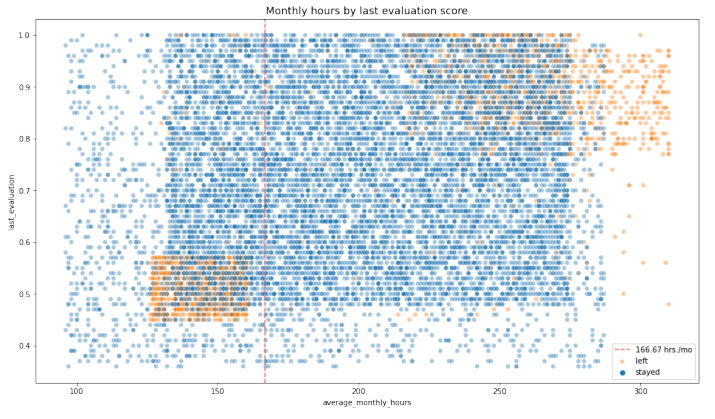 Monthly hours by last evaluation score
1.0
0.9
0.8
0.7
0.6
0.5
0.4
last_evaluation
100
150
200
250
300
average_monthly_hours
166.67 hrs./mo
left
stayed